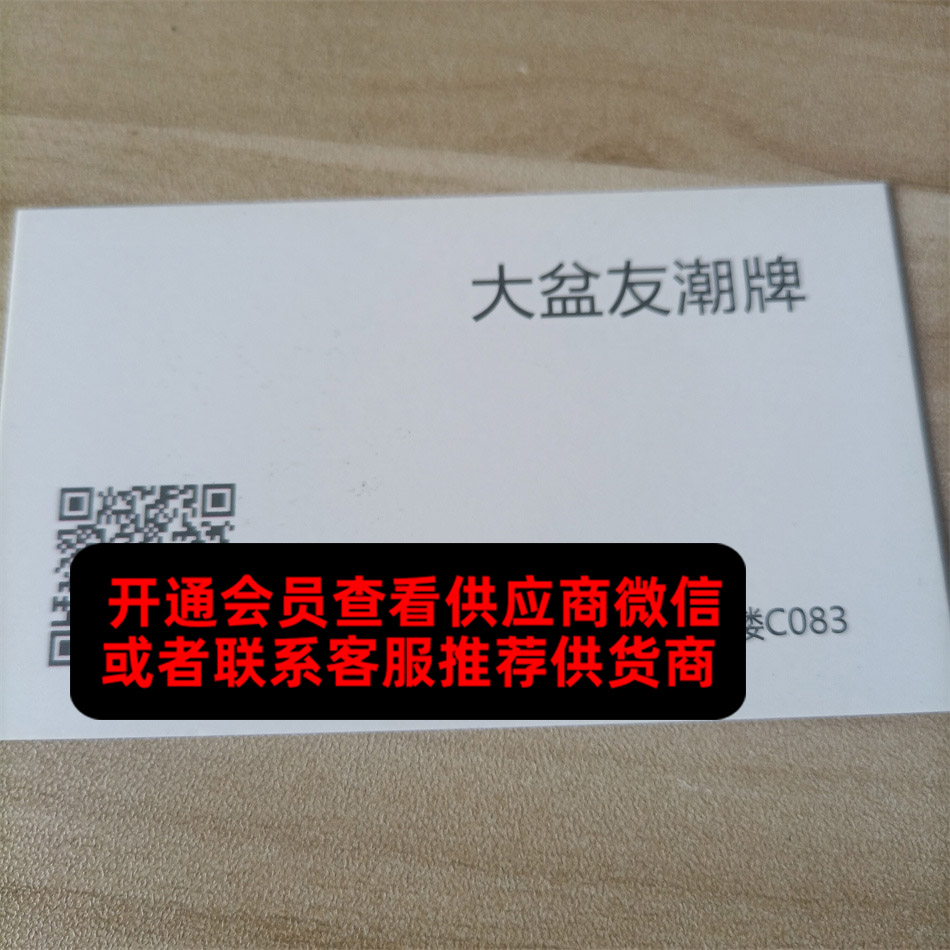 大盆友潮牌
开通会员查看供应商微信
或者联系客服推荐供货商
楼C083